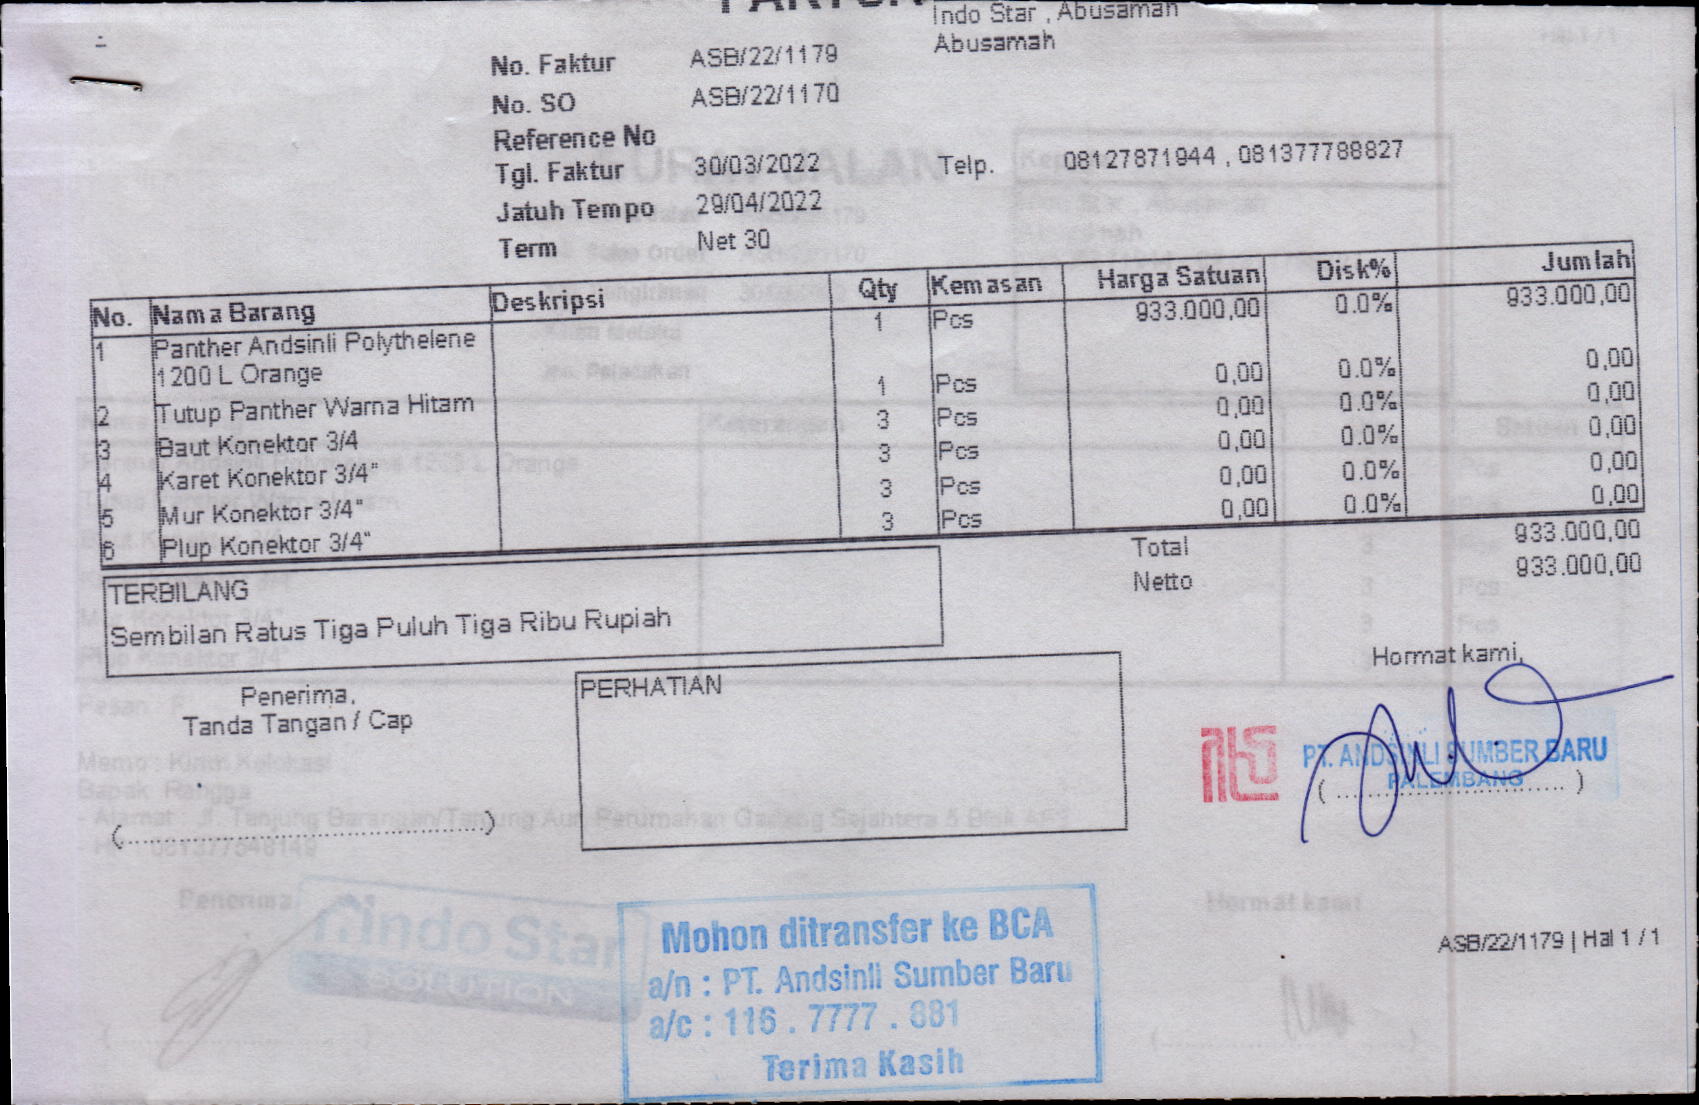 FAKTUR
Indo Star , Abusamah
Abusamah
No. Faktur ASB/22/1179
No. SO ASB/22/1170
Reference No
Tgl. Faktur 30/03/2022
Telp. 08127871944 , 081377788827
Jatuh Tempo 29/04/2022
Term Net 30
No. Nama Barang Deskripsi Qty Kemasan Harga Satuan Disk% Jumlah
1 Panther Andsinli Polythelene 1 Pcs 933.000,00 0.0% 933.000,00
1200 L Orange
2 Tutup Panther Warna Hitam 1 Pcs 0,00 0.0% 0,00
3 Baut Konektor 3/4 3 Pcs 0,00 0.0% 0,00
4 Karet Konektor 3/4" 3 Pcs 0,00 0.0% 0,00
5 Mur Konektor 3/4" 3 Pcs 0,00 0.0% 0,00
6 Plup Konektor 3/4" 3 Pcs 0,00 0.0% 0,00
Total 933.000,00
Netto 933.000,00
TERBILANG
Sembilan Ratus Tiga Puluh Tiga Ribu Rupiah
Penerima,
Tanda Tangan / Cap
PERHATIAN
Hormat kami,
PT. ANDSINLI SUMBER BARU
PALEMBANG
Indo Star
SOLUTION
Mohon ditransfer ke BCA
a/n : PT. Andsinli Sumber Baru
a/c : 116 . 7777 . 881
Terima Kasih
ASB/22/1179 | Hal 1 / 1